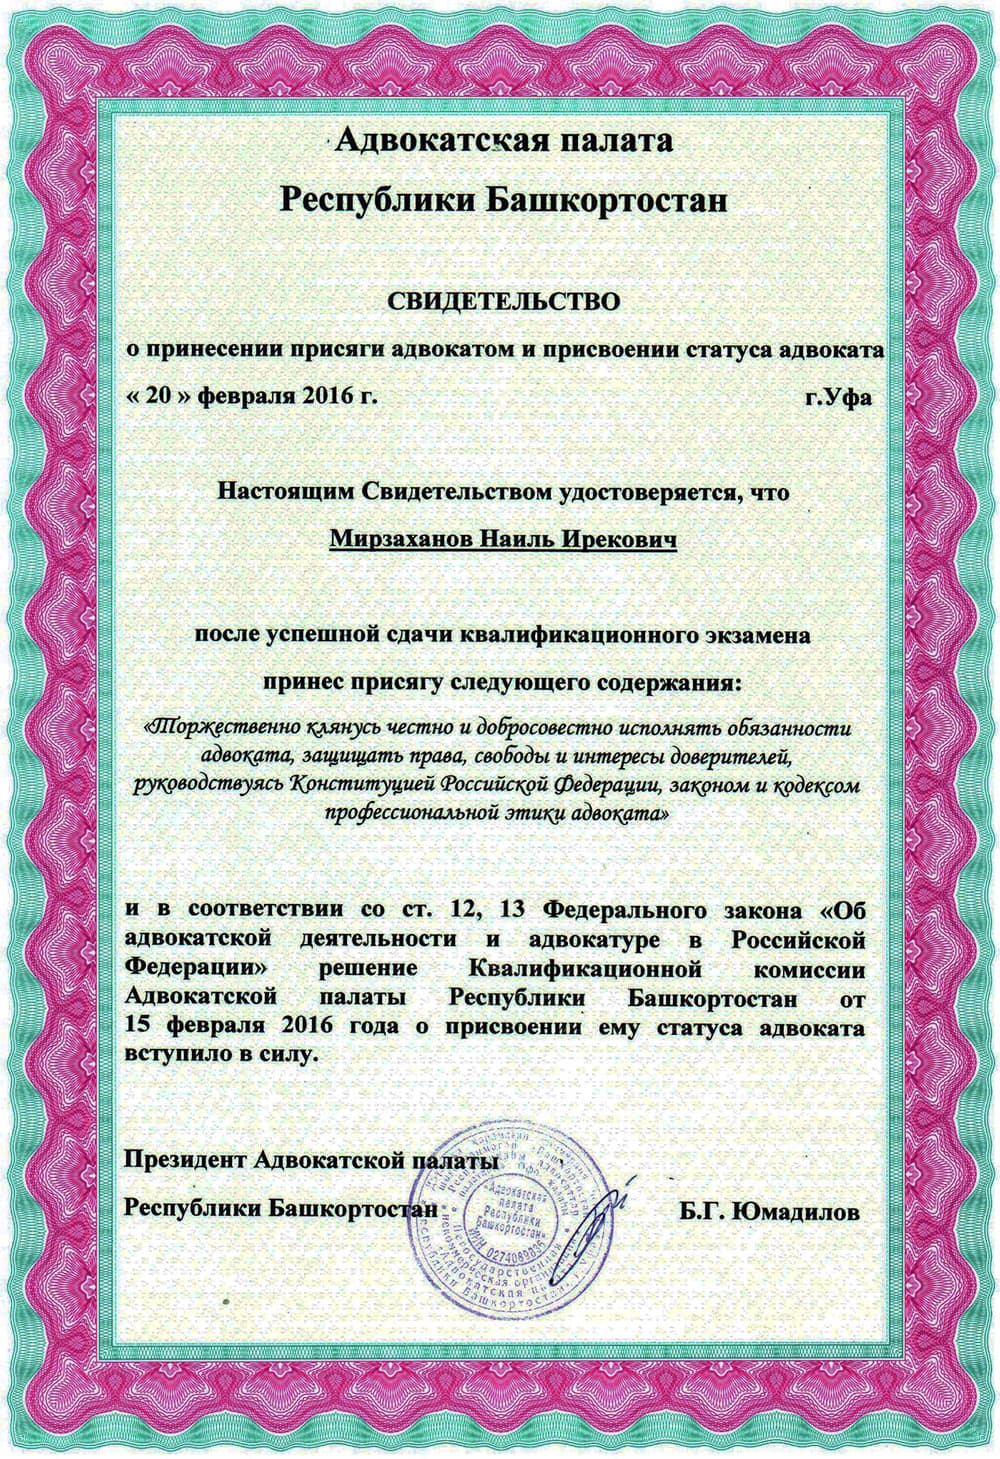 Адвокатская палата
Республики Башкортостан
СВИДЕТЕЛЬСТВО
о принесении присяги адвокатом и присвоении статуса адвоката
« 20 » февраля 2016 г. г.Уфа
Настоящим Свидетельством удостоверяется, что
Мирзаханов Наиль Ирекович
после успешной сдачи квалификационного экзамена
принес присягу следующего содержания:
«Торжественно клянусь честно и добросовестно исполнять обязанности
адвоката, защищать права, свободы и интересы доверителей,
руководствуясь Конституцией Российской Федерации, законом и кодексом
профессиональной этики адвоката»
и в соответствии со ст. 12, 13 Федерального закона «Об
адвокатской деятельности и адвокатуре в Российской
Федерации» решение Квалификационной комиссии
Адвокатской палаты Республики Башкортостан от
15 февраля 2016 года о присвоении ему статуса адвоката
вступило в силу.
Президент Адвокатской палаты
Республики Башкортостан Б.Г. Юмадилов
«Адвокатская
палата
Республики
Башкортостан»